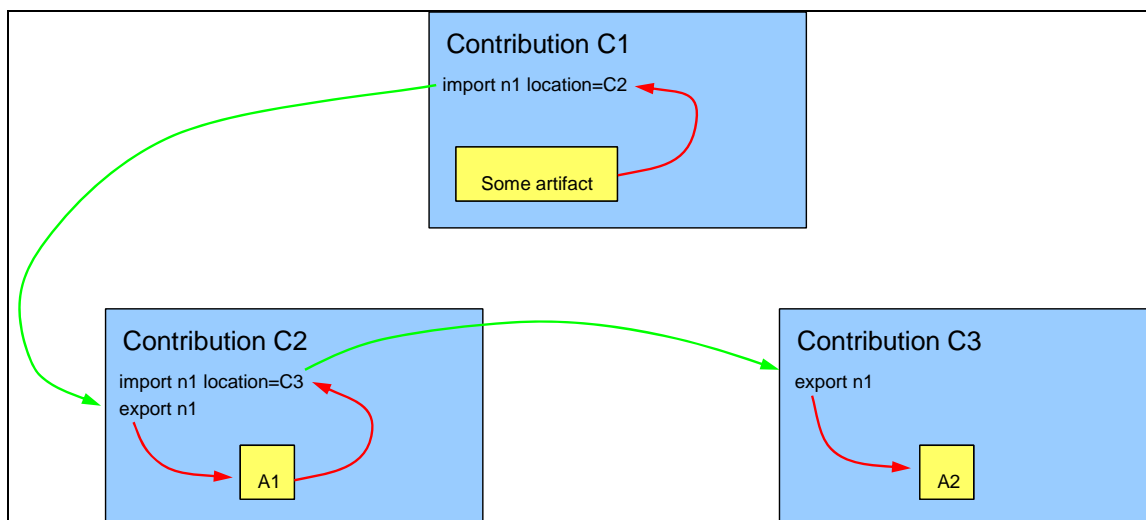 Contribution C1
import n1 location=C2
Some artifact
Contribution C2
import n1 location=C3
export n1
A1
Contribution C3
export n1
A2